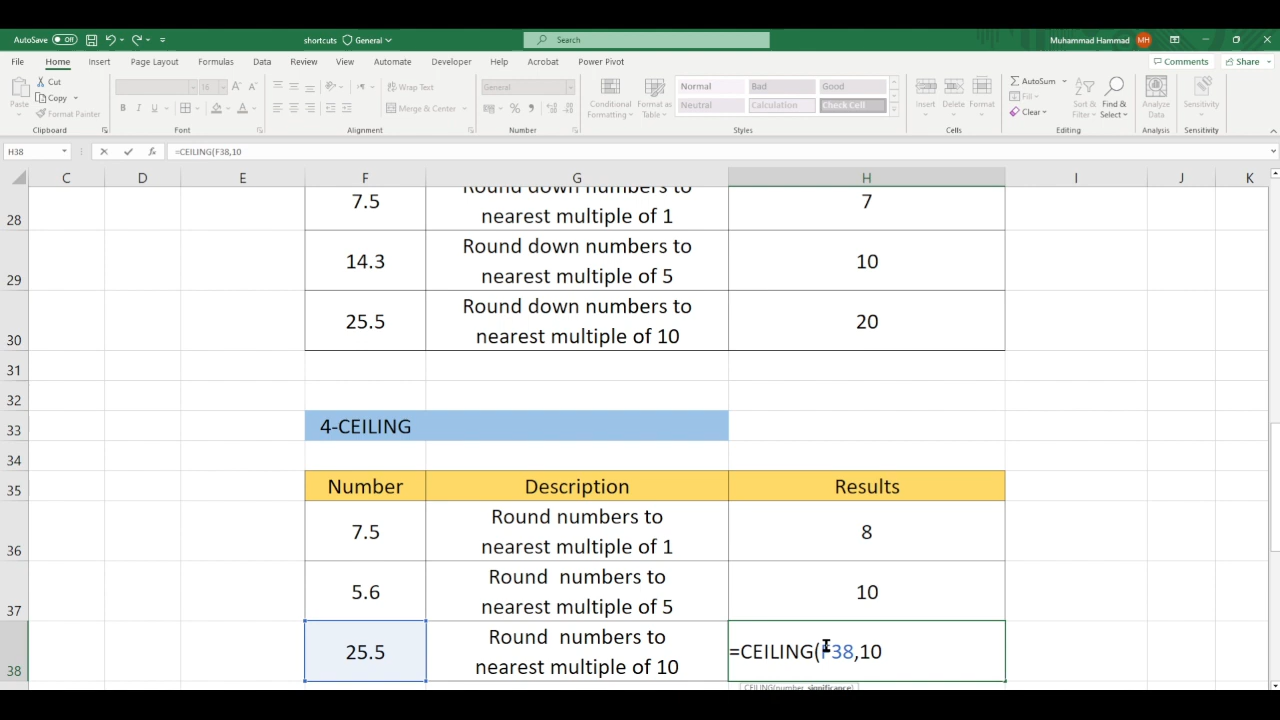 AutoSave Off shortcuts General Search Muhammad Hammad MH
File Home Insert Page Layout Formulas Data Review View Automate Developer Help Acrobat Power Pivot Comments Share
Paste Cut Copy Format Painter
Clipboard
16 A A
B I U A
Font
Wrap Text
Merge & Center
Alignment
General
%
Number
Conditional Formatting
Format as Table
Normal Bad Good
Neutral Calculation Check Cell
Styles
Insert Delete Format
Cells
AutoSum
Fill
Clear
Sort & Filter
Find & Select
Editing
Analyze Data
Analysis
Sensitivity
Sensitivity
H38 fx =CEILING(F38,10
C D E F G H I J K
28 7.5 Round down numbers to 7
nearest multiple of 1
29 14.3 Round down numbers to 10
nearest multiple of 5
30 25.5 Round down numbers to 20
nearest multiple of 10
31
32
33 4-CEILING
34
35 Number Description Results
36 7.5 Round numbers to 8
nearest multiple of 1
37 5.6 Round numbers to 10
nearest multiple of 5
38 25.5 Round numbers to =CEILING(F38,10
nearest multiple of 10
CEILING(number, significance)